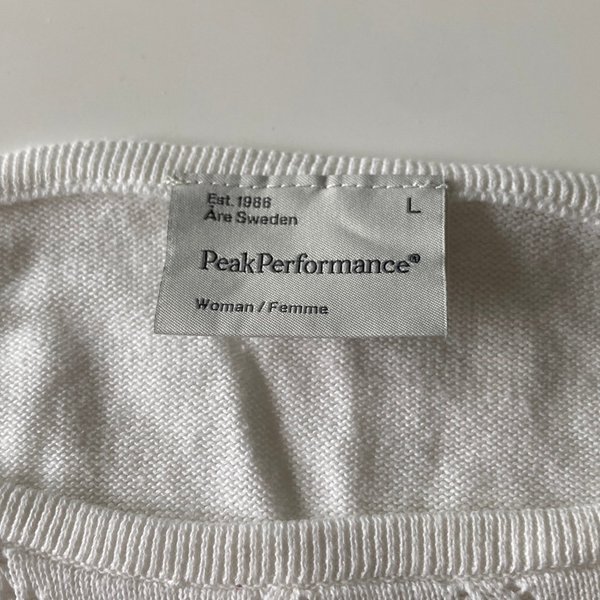 Est. 1986
Åre Sweden
L
PeakPerformance®
Woman / Femme